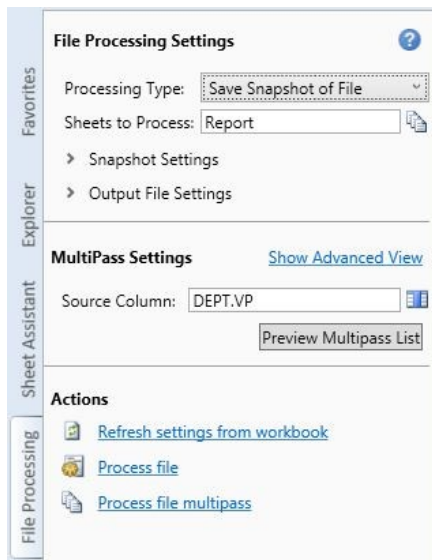 File Processing Settings
Processing Type: Save Snapshot of File
Sheets to Process: Report
Snapshot Settings
Output File Settings
MultiPass Settings Show Advanced View
Source Column: DEPT.VP
Preview Multipass List
Actions
Refresh settings from workbook
Process file
Process file multipass
Favorites
Explorer
Sheet Assistant
File Processing